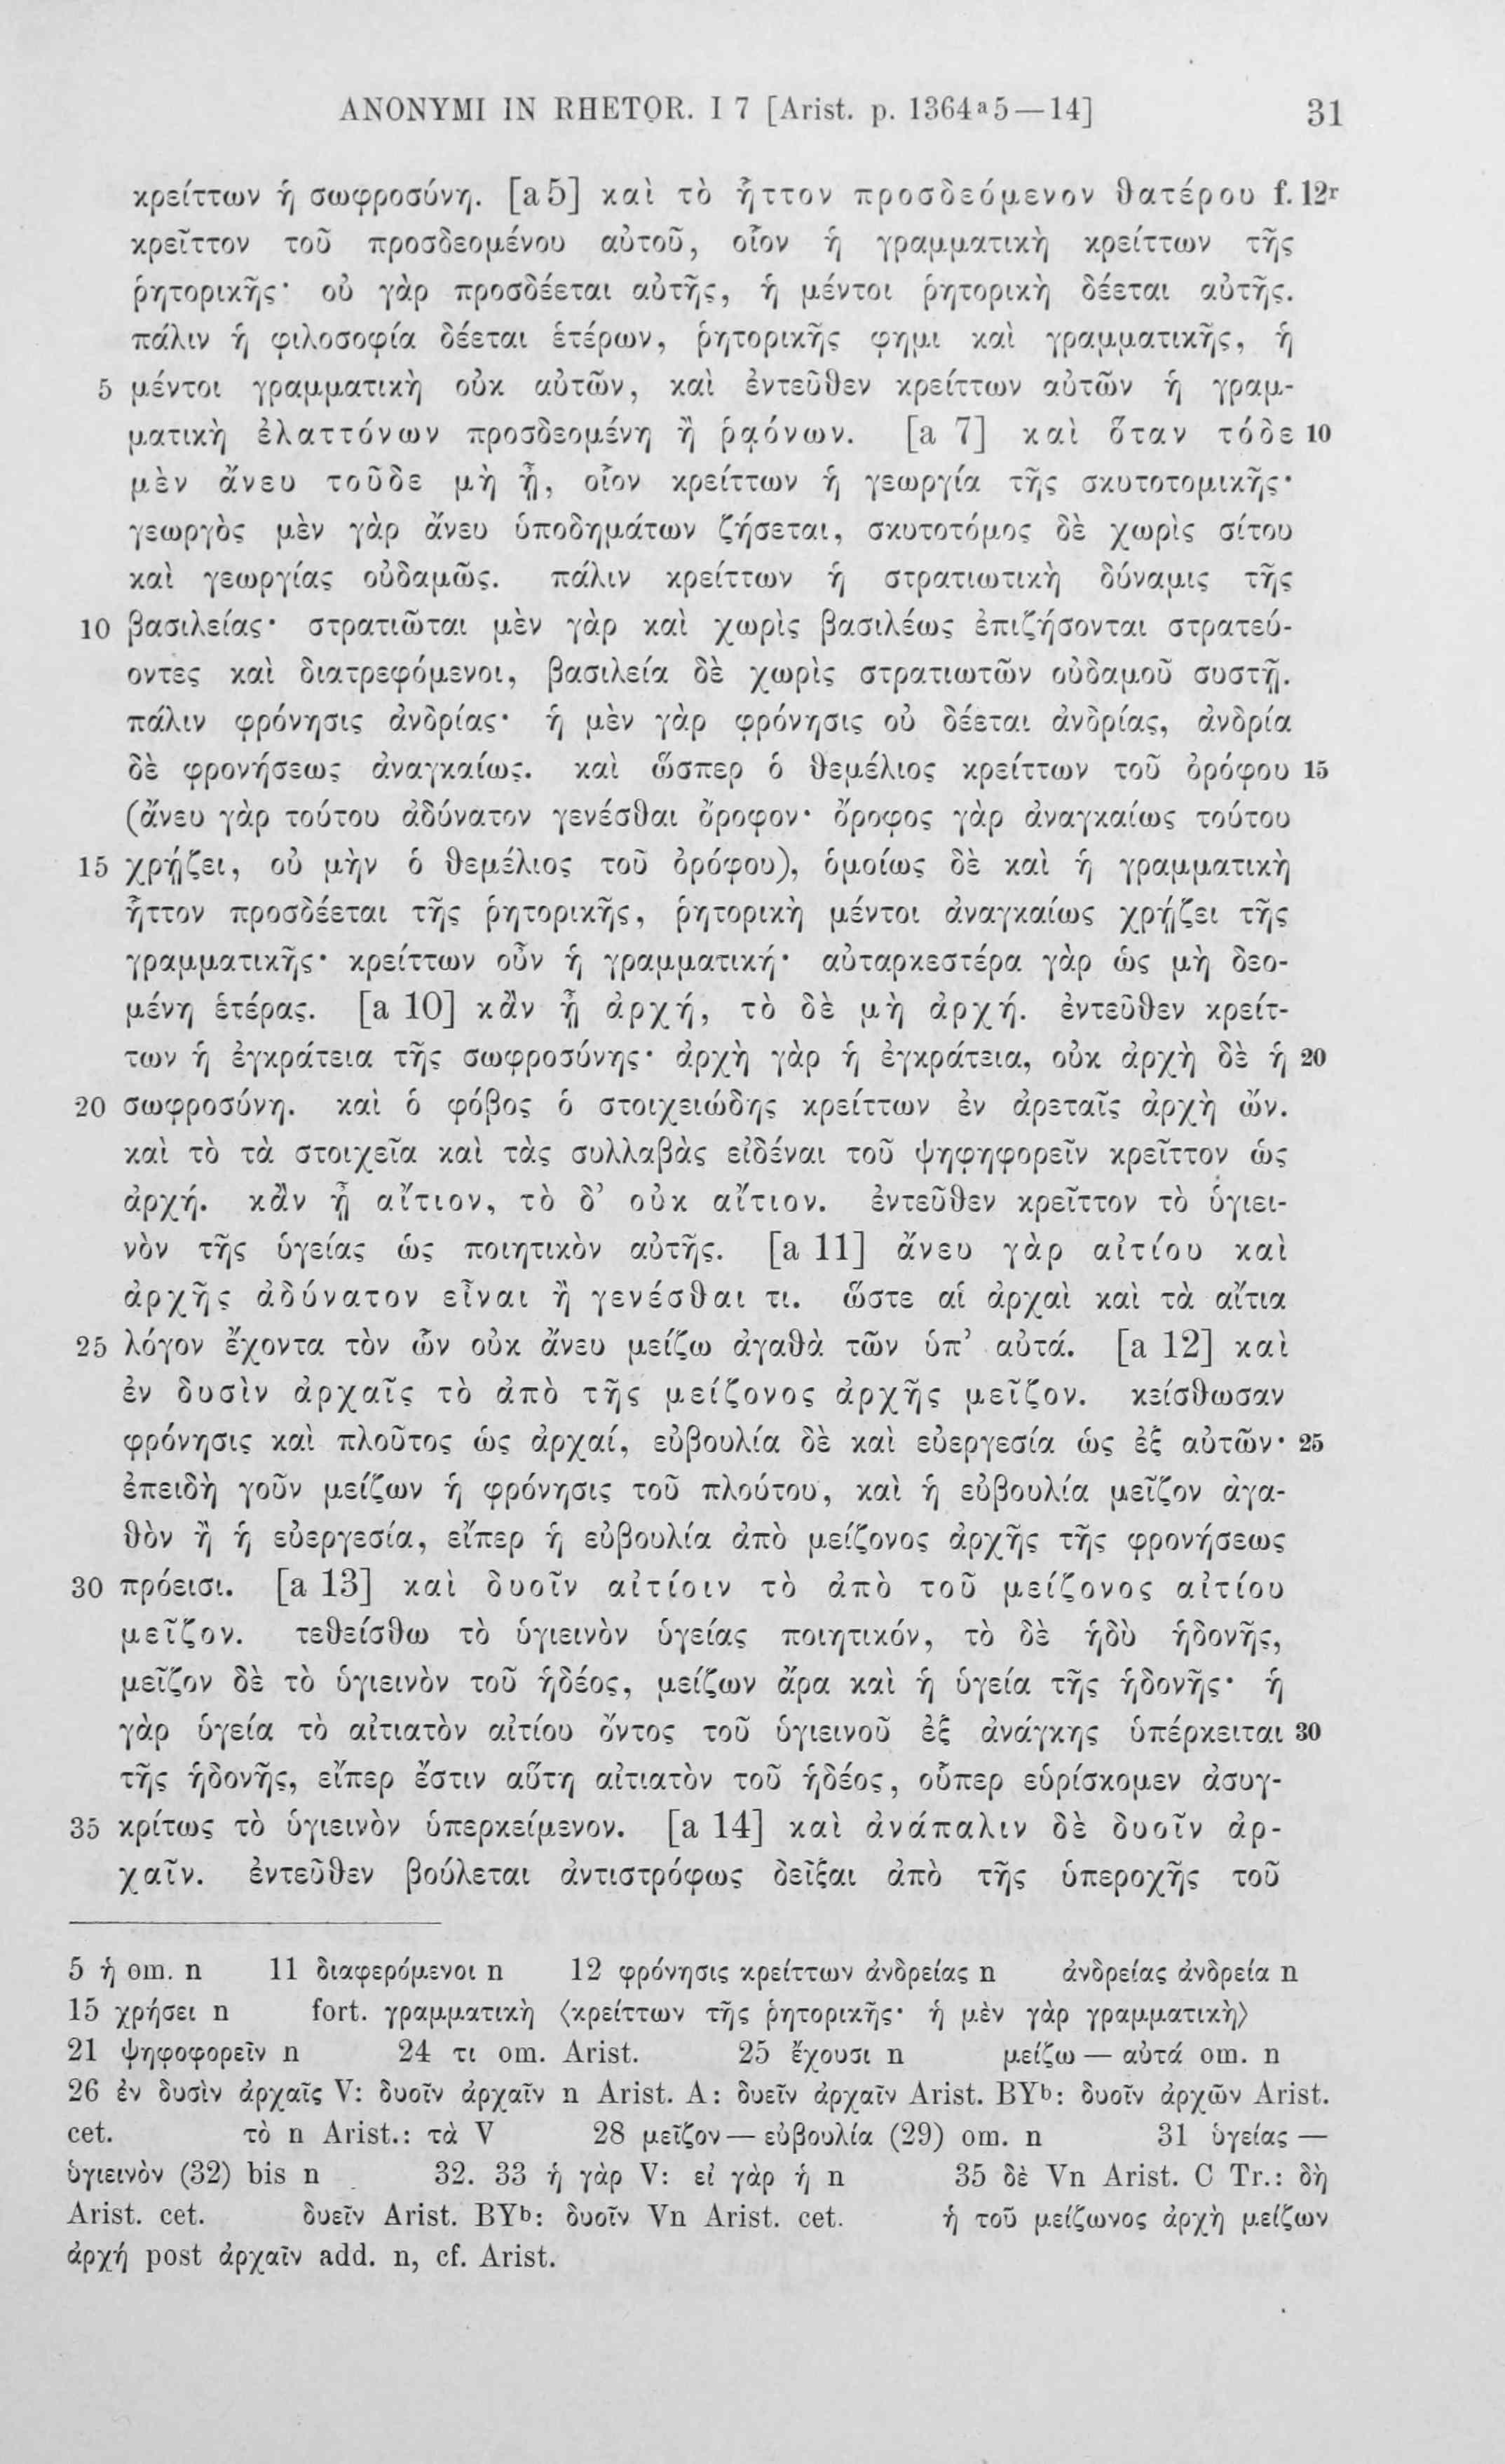 ANONYMI IN RHETOR. I 7 [Arist. p. 1364ᵃ5—14] 31
κρείττων ἡ σωφροσύνη. [a 5] καὶ τὸ ἧττον προσδεόμενον θατέρου f. 12r
κρεῖττον τοῦ προσδεομένου αὐτοῦ, οἷον ἡ γραμματικὴ κρείττων τῆς
ῥητορικῆς· οὐ γὰρ προσδέεται αὐτῆς, ἡ μέντοι ῥητορικὴ δέεται αὐτῆς.
πάλιν ἡ φιλοσοφία δέεται ἑτέρων, ῥητορικῆς φημι καὶ γραμματικῆς, ἡ
5 μέντοι γραμματικὴ οὐκ αὐτῶν, καὶ ἐντεῦθεν κρείττων αὐτῶν ἡ γραμ-
ματικὴ ἐλαττόνων προσδεομένη ἢ ῥᾳόνων. [a 7] καὶ ὅταν τόδε 10
μὲν ἄνευ τοῦδε μὴ ᾖ, οἷον κρείττων ἡ γεωργία τῆς σκυτοτομικῆς·
γεωργὸς μὲν γὰρ ἄνευ ὑποδημάτων ζήσεται, σκυτοτόμος δὲ χωρὶς σίτου
καὶ γεωργίας οὐδαμῶς. πάλιν κρείττων ἡ στρατιωτικὴ δύναμις τῆς
10 βασιλείας· στρατιῶται μὲν γὰρ καὶ χωρὶς βασιλέως ἐπιζήσονται στρατεύ-
οντες καὶ διατρεφόμενοι, βασιλεία δὲ χωρὶς στρατιωτῶν οὐδαμοῦ συστῇ.
πάλιν φρόνησις ἀνδρίας· ἡ μὲν γὰρ φρόνησις οὐ δέεται ἀνδρίας, ἀνδρία
δὲ φρονήσεως ἀναγκαίως. καὶ ὥσπερ ὁ θεμέλιος κρείττων τοῦ ὀρόφου 15
(ἄνευ γὰρ τούτου ἀδύνατον γενέσθαι ὄροφον· ὄροφος γὰρ ἀναγκαίως τούτου
15 χρῄζει, οὐ μὴν ὁ θεμέλιος τοῦ ὀρόφου), ὁμοίως δὲ καὶ ἡ γραμματικὴ
ἧττον προσδέεται τῆς ῥητορικῆς, ῥητορικὴ μέντοι ἀναγκαίως χρῄζει τῆς
γραμματικῆς· κρείττων οὖν ἡ γραμματική· αὐταρκεστέρα γὰρ ὡς μὴ δεο-
μένη ἑτέρας. [a 10] κἂν ᾖ ἀρχή, τὸ δὲ μὴ ἀρχή. ἐντεῦθεν κρείτ-
των ἡ ἐγκράτεια τῆς σωφροσύνης· ἀρχὴ γὰρ ἡ ἐγκράτεια, οὐκ ἀρχὴ δὲ ἡ 20
20 σωφροσύνη. καὶ ὁ φόβος ὁ στοιχειώδης κρείττων ἐν ἀρεταῖς ἀρχὴ ὤν.
καὶ τὸ τὰ στοιχεῖα καὶ τὰς συλλαβὰς εἰδέναι τοῦ ψηφηφορεῖν κρεῖττον ὡς
ἀρχή. κἂν ᾖ αἴτιον, τὸ δ’ οὐκ αἴτιον. ἐντεῦθεν κρεῖττον τὸ ὑγιει-
νὸν τῆς ὑγείας ὡς ποιητικὸν αὐτῆς. [a 11] ἄνευ γὰρ αἰτίου καὶ
ἀρχῆς ἀδύνατον εἶναι ἢ γενέσθαι τι. ὥστε αἱ ἀρχαὶ καὶ τὰ αἴτια
25 λόγον ἔχοντα τὸν ὧν οὐκ ἄνευ μείζω ἀγαθὰ τῶν ὑπ’ αὐτά. [a 12] καὶ
ἐν δυσὶν ἀρχαῖς τὸ ἀπὸ τῆς μείζονος ἀρχῆς μεῖζον. κείσθωσαν
φρόνησις καὶ πλοῦτος ὡς ἀρχαί, εὐβουλία δὲ καὶ εὐεργεσία ὡς ἐξ αὐτῶν· 25
ἐπειδὴ γοῦν μείζων ἡ φρόνησις τοῦ πλούτου, καὶ ἡ εὐβουλία μεῖζον ἀγα-
θὸν ἢ ἡ εὐεργεσία, εἴπερ ἡ εὐβουλία ἀπὸ μείζονος ἀρχῆς τῆς φρονήσεως
30 πρόεισι. [a 13] καὶ δυοῖν αἰτίοιν τὸ ἀπὸ τοῦ μείζονος αἰτίου
μεῖζον. τεθείσθω τὸ ὑγιεινὸν ὑγείας ποιητικόν, τὸ δὲ ἡδὺ ἡδονῆς,
μεῖζον δὲ τὸ ὑγιεινὸν τοῦ ἡδέος, μείζων ἄρα καὶ ἡ ὑγεία τῆς ἡδονῆς· ἡ
γὰρ ὑγεία τὸ αἰτιατὸν αἰτίου ὄντος τοῦ ὑγιεινοῦ ἐξ ἀνάγκης ὑπέρκειται 30
τῆς ἡδονῆς, εἴπερ ἔστιν αὕτη αἰτιατὸν τοῦ ἡδέος, οὗπερ εὑρίσκομεν ἀσυγ-
35 κρίτως τὸ ὑγιεινὸν ὑπερκείμενον. [a 14] καὶ ἀνάπαλιν δὲ δυοῖν ἀρ-
χαῖν. ἐντεῦθεν βούλεται ἀντιστρόφως δεῖξαι ἀπὸ τῆς ὑπεροχῆς τοῦ
5 ἡ om. n 11 διαφερόμενοι n 12 φρόνησις κρείττων ἀνδρείας n ἀνδρείας ἀνδρεία n
15 χρήσει n fort. γραμματικὴ ⟨κρείττων τῆς ῥητορικῆς· ἡ μὲν γὰρ γραμματικὴ⟩
21 ψηφοφορεῖν n 24 τι om. Arist. 25 ἔχουσι n μείζω — αὐτά om. n
26 ἐν δυσὶν ἀρχαῖς V: δυοῖν ἀρχαῖν n Arist. A: δυεῖν ἀρχαῖν Arist. BYᵇ: δυοῖν ἀρχῶν Arist.
cet. τὸ n Arist.: τὰ V 28 μεῖζον — εὐβουλία (29) om. n 31 ὑγείας —
ὑγιεινὸν (32) bis n 32. 33 ἡ γὰρ V: εἰ γὰρ ἡ n 35 δὲ Vn Arist. C Tr.: δὴ
Arist. cet. δυεῖν Arist. BYᵇ: δυοῖν Vn Arist. cet. ἡ τοῦ μείζωνος ἀρχὴ μείζων
ἀρχή post ἀρχαῖν add. n, cf. Arist.